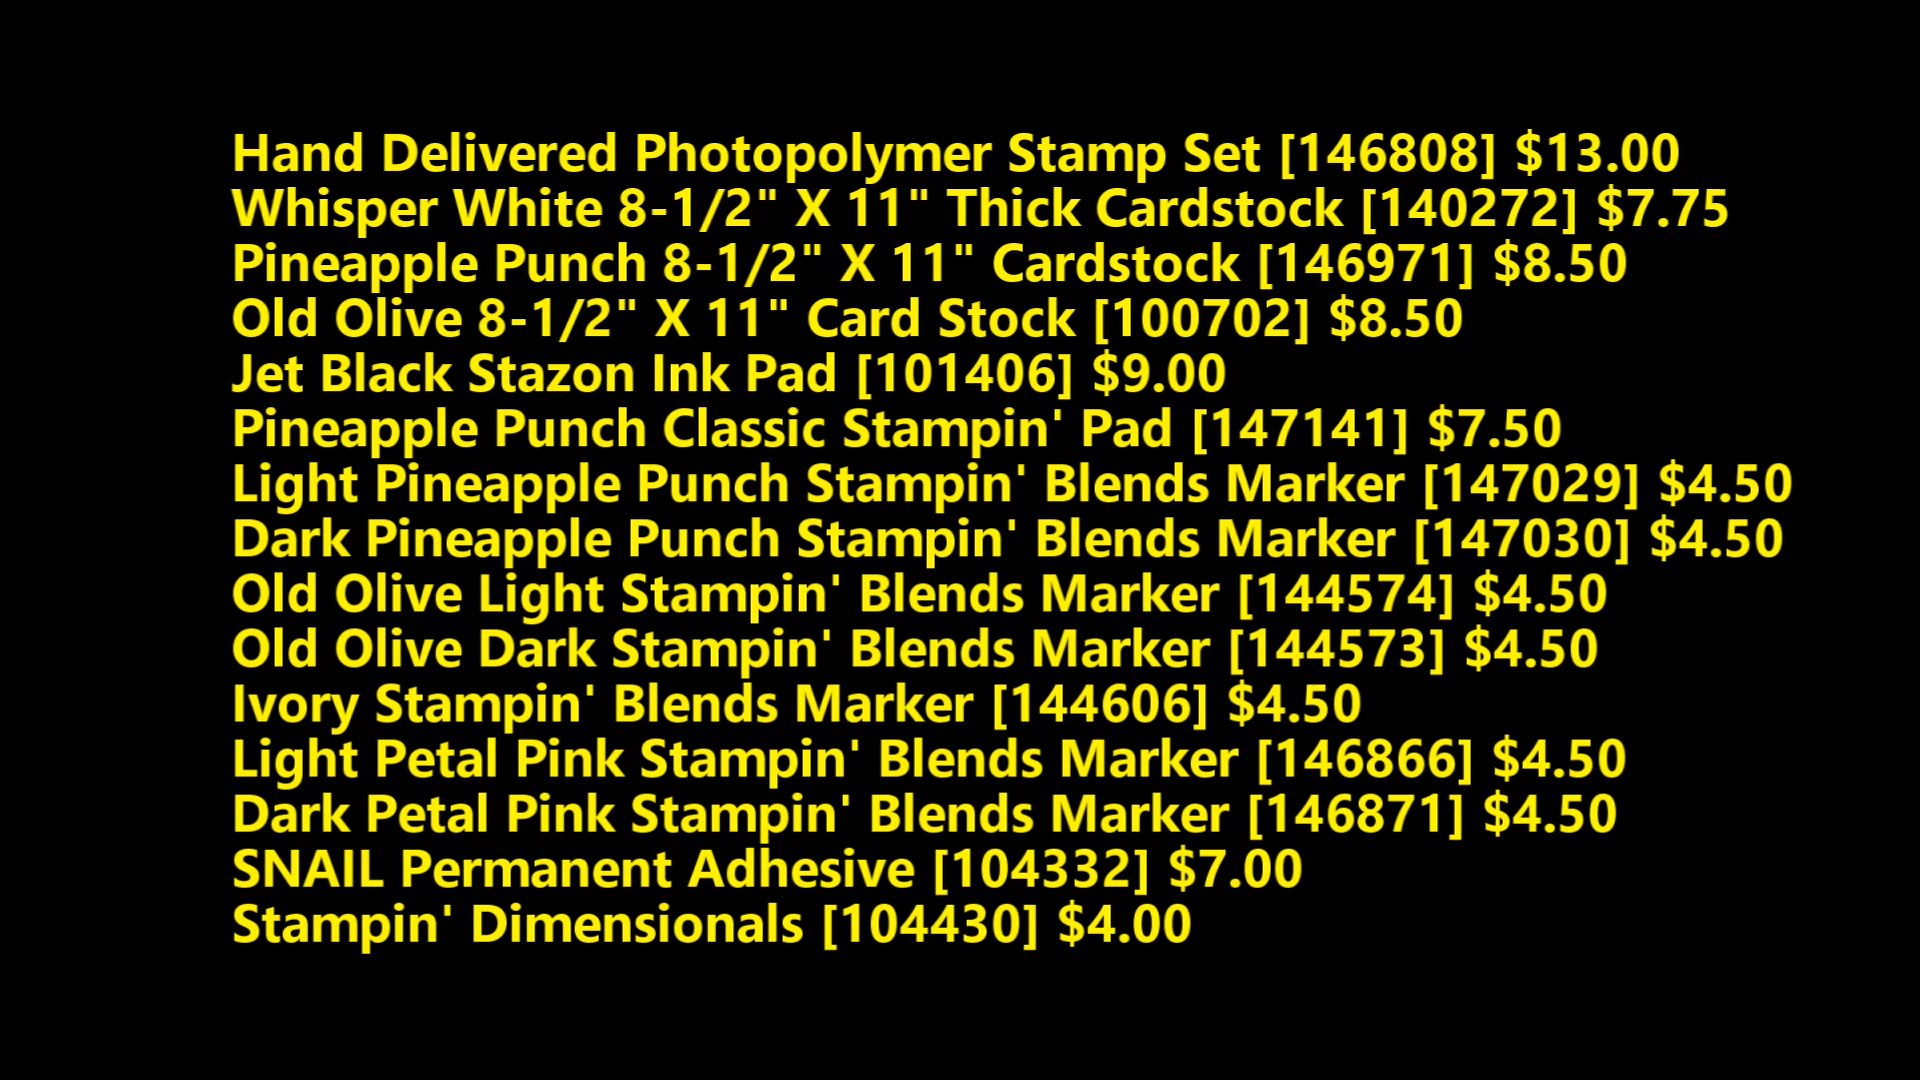 Hand Delivered Photopolymer Stamp Set [146808] $13.00
Whisper White 8-1/2" X 11" Thick Cardstock [140272] $7.75
Pineapple Punch 8-1/2" X 11" Cardstock [146971] $8.50
Old Olive 8-1/2" X 11" Card Stock [100702] $8.50
Jet Black Stazon Ink Pad [101406] $9.00
Pineapple Punch Classic Stampin' Pad [147141] $7.50
Light Pineapple Punch Stampin' Blends Marker [147029] $4.50
Dark Pineapple Punch Stampin' Blends Marker [147030] $4.50
Old Olive Light Stampin' Blends Marker [144574] $4.50
Old Olive Dark Stampin' Blends Marker [144573] $4.50
Ivory Stampin' Blends Marker [144606] $4.50
Light Petal Pink Stampin' Blends Marker [146866] $4.50
Dark Petal Pink Stampin' Blends Marker [146871] $4.50
SNAIL Permanent Adhesive [104332] $7.00
Stampin' Dimensionals [104430] $4.00